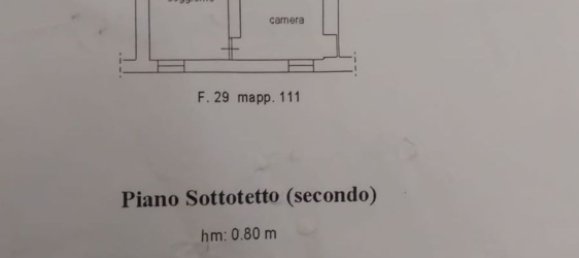 soggiorno
camera
F. 29 mapp. 111
Piano Sottotetto (secondo)
hm: 0.80 m